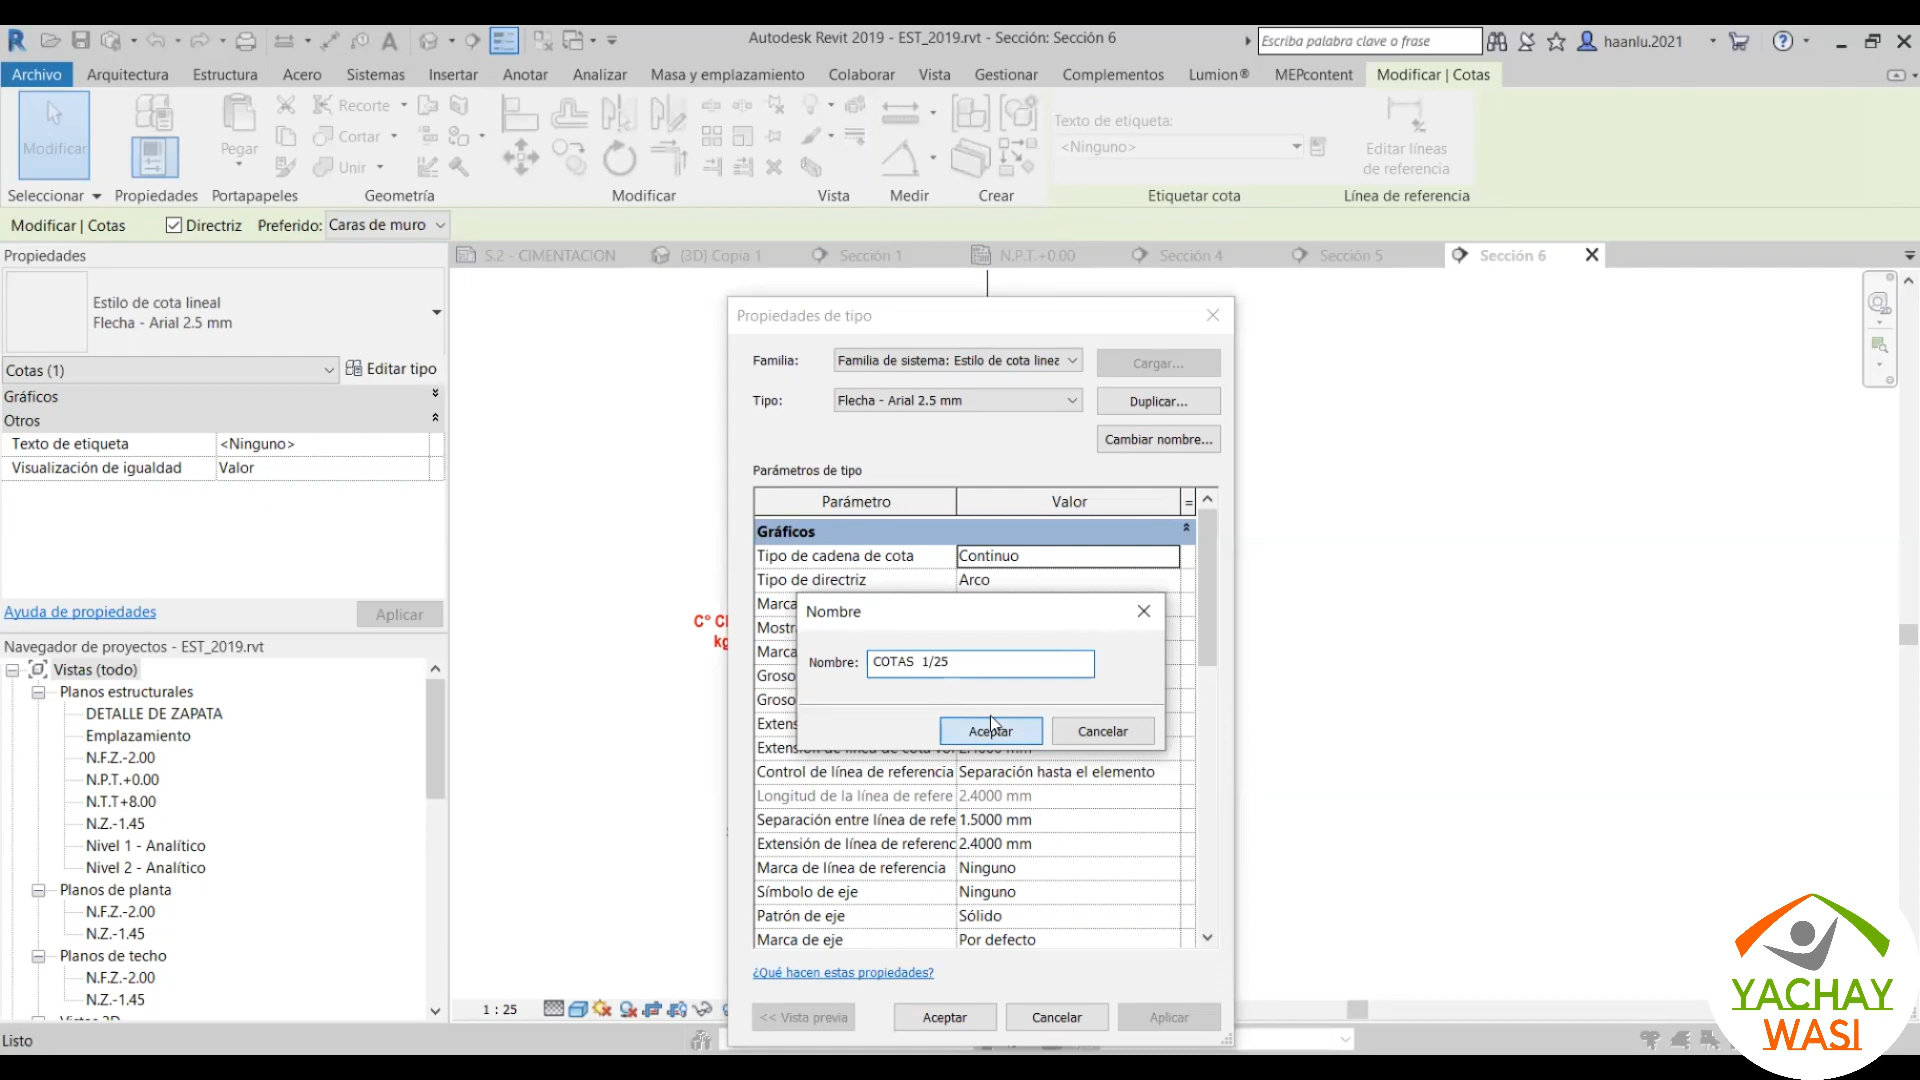 Autodesk Revit 2019 - EST_2019.rvt - Sección: Sección 6
Escriba palabra clave o frase
haanlu.2021
Archivo Arquitectura Estructura Acero Sistemas Insertar Anotar Analizar Masa y emplazamiento Colaborar Vista Gestionar Complementos Lumion® MEPcontent Modificar | Cotas
Modificar
Pegar
Recorte
Cortar
Unir
Texto de etiqueta:
<Ninguno>
Editar líneas
de referencia
Seleccionar Propiedades Portapapeles Geometría Modificar Vista Medir Crear Etiquetar cota Línea de referencia
Modificar | Cotas Directriz Preferido: Caras de muro
Propiedades
S.2 - CIMENTACION {3D} Copia 1 Sección 1 N.P.T.+0.00 Sección 4 Sección 5 Sección 6
Estilo de cota lineal
Flecha - Arial 2.5 mm
Cotas (1) Editar tipo
Gráficos
Otros
Texto de etiqueta <Ninguno>
Visualización de igualdad Valor
Ayuda de propiedades Aplicar
Navegador de proyectos - EST_2019.rvt
Vistas (todo)
Planos estructurales
DETALLE DE ZAPATA
Emplazamiento
N.F.Z.-2.00
N.P.T.+0.00
N.T.T+8.00
N.Z.-1.45
Nivel 1 - Analítico
Nivel 2 - Analítico
Planos de planta
N.F.Z.-2.00
N.Z.-1.45
Planos de techo
N.F.Z.-2.00
N.Z.-1.45
Listo
1 : 25
Propiedades de tipo
Familia: Familia de sistema: Estilo de cota linea Cargar...
Tipo: Flecha - Arial 2.5 mm Duplicar...
Cambiar nombre...
Parámetros de tipo
Parámetro Valor =
Gráficos
Tipo de cadena de cota Continuo
Tipo de directriz Arco
Marca
Mostr
Marca
Groso
Groso
Extens
Nombre
Nombre: COTAS 1/25
Aceptar Cancelar
Control de línea de referencia Separación hasta el elemento
Longitud de la línea de refere 2.4000 mm
Separación entre línea de refe 1.5000 mm
Extensión de línea de referenc 2.4000 mm
Marca de línea de referencia Ninguno
Símbolo de eje Ninguno
Patrón de eje Sólido
Marca de eje Por defecto
¿Qué hacen estas propiedades?
<< Vista previa Aceptar Cancelar Aplicar
YACHAY
WASI